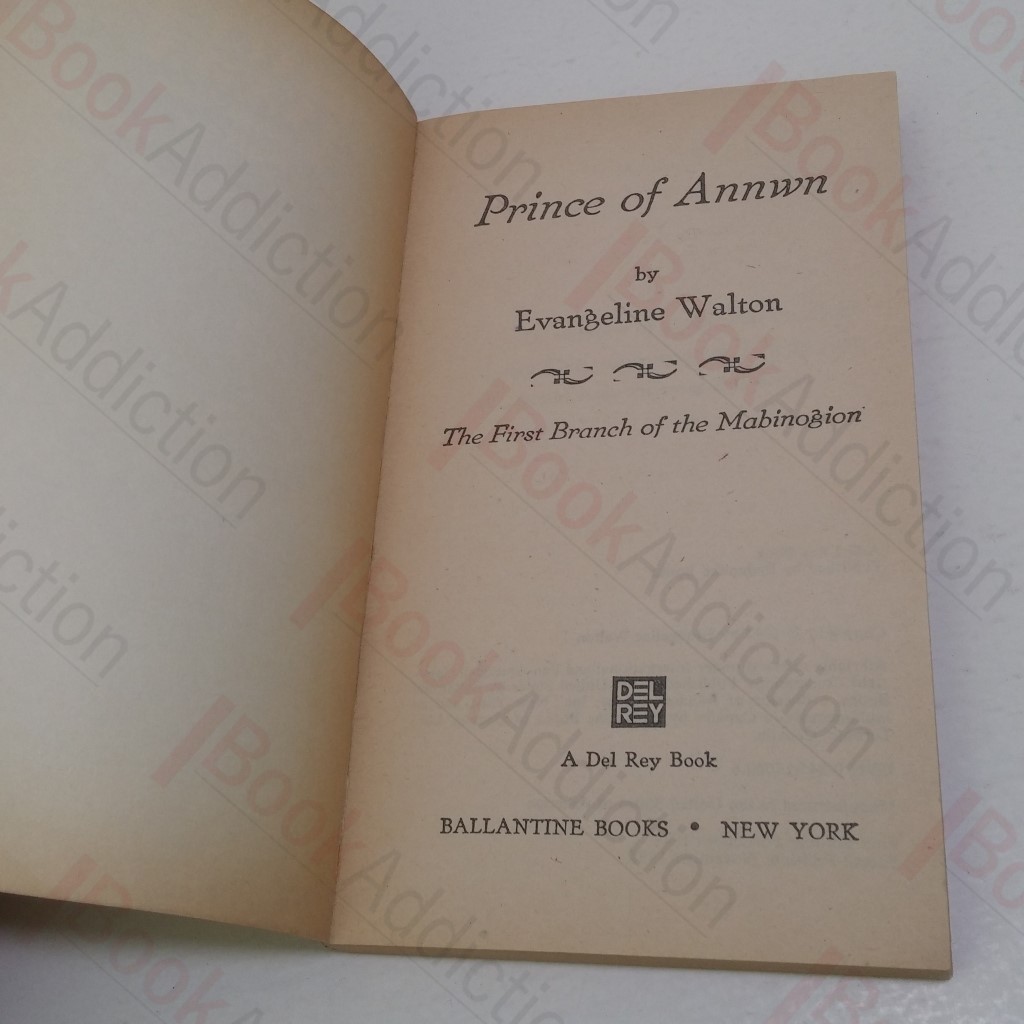 Prince of Annwn
by
Evangeline Walton
The First Branch of the Mabinogion
DEL
REY
A Del Rey Book
BALLANTINE BOOKS • NEW YORK
BookAddiction